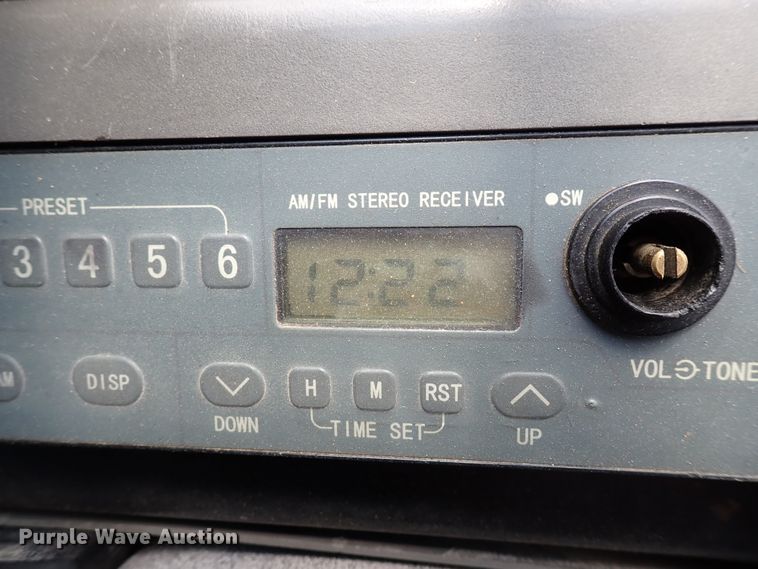 PRESET
AM/FM STEREO RECEIVER
SW
3 4 5 6
12:22
VOL TONE
DISP
H M RST
DOWN
TIME SET
UP
Purple Wave Auction